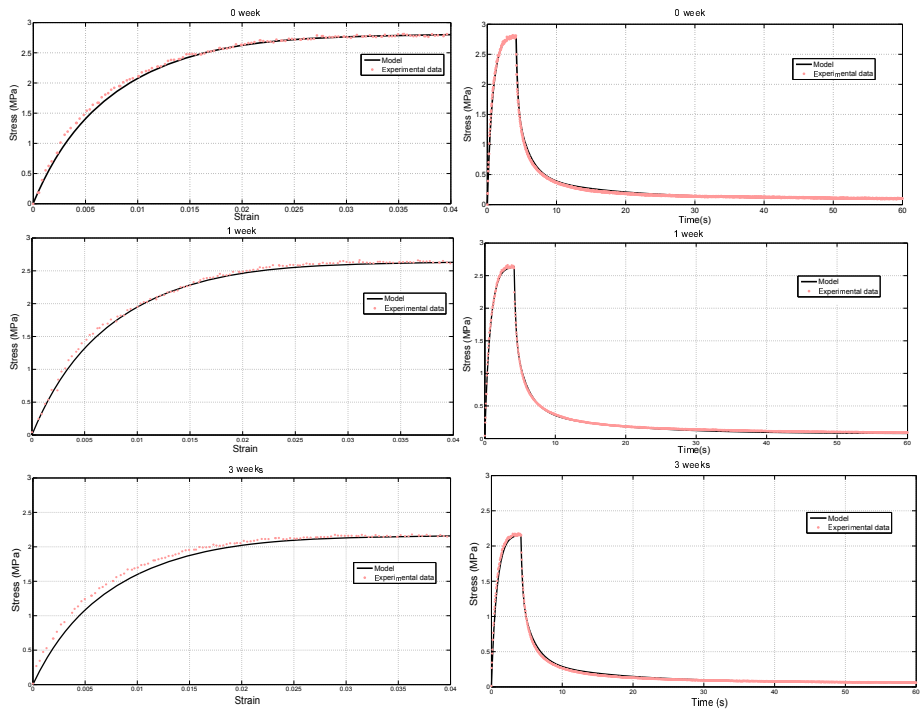 0 week
3
2.5
2
1.5
1
0.5
0
Stress (MPa)
Model
Experimental data
0 0.005 0.01 0.015 0.02 0.025 0.03 0.035 0.04
Strain
0 week
3
2.5
2
1.5
1
0.5
0
Stress (MPa)
Model
Experimental data
0 10 20 30 40 50 60
Time(s)
1 week
3
2.5
2
1.5
1
0.5
0
Stress (MPa)
Model
Experimental data
0 0.005 0.01 0.015 0.02 0.025 0.03 0.035 0.04
Strain
1 week
3
2.5
2
1.5
1
0.5
0
Stress (MPa)
Model
Experimental data
0 10 20 30 40 50 60
Time(s)
3 weeks
3
2.5
2
1.5
1
0.5
0
Stress (MPa)
Model
Experimental data
0 0.005 0.01 0.015 0.02 0.025 0.03 0.035 0.04
Strain
3 weeks
3
2.5
2
1.5
1
0.5
0
Stress (MPa)
Model
Experimental data
0 10 20 30 40 50 60
Time (s)